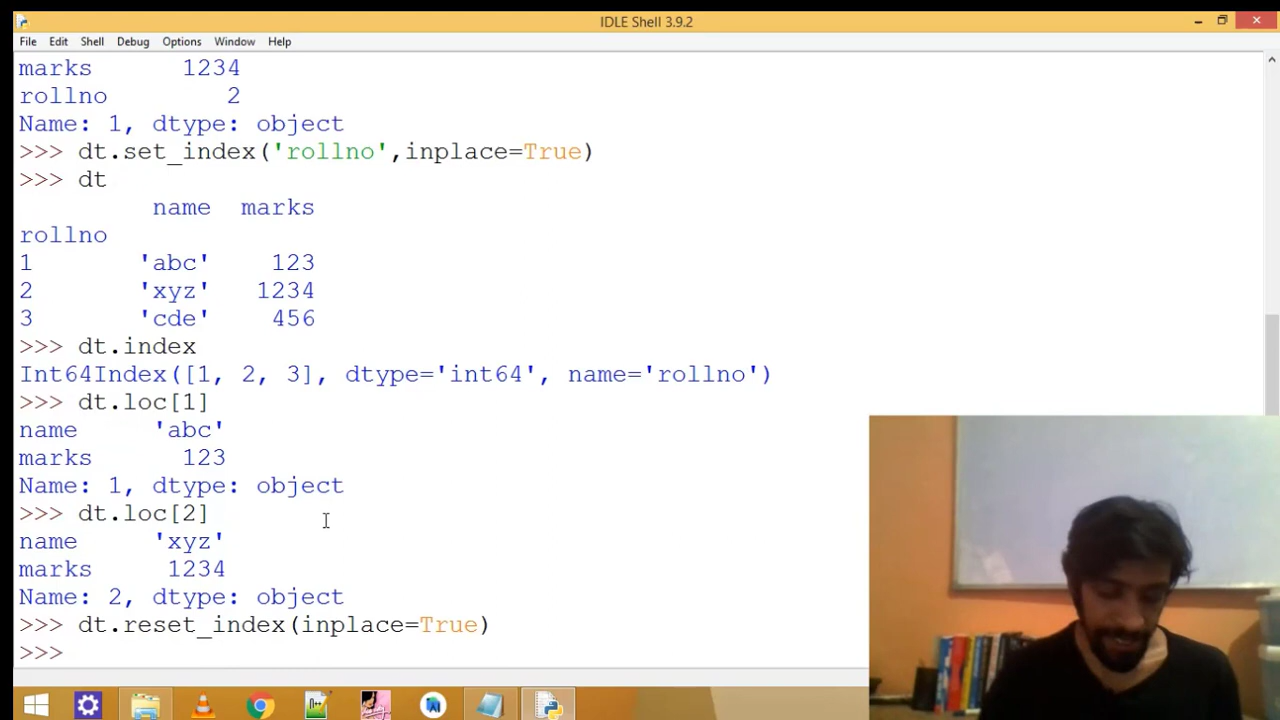 IDLE Shell 3.9.2
File Edit Shell Debug Options Window Help
marks 1234
rollno 2
Name: 1, dtype: object
>>> dt.set_index('rollno',inplace=True)
>>> dt
name marks
rollno
1 'abc' 123
2 'xyz' 1234
3 'cde' 456
>>> dt.index
Int64Index([1, 2, 3], dtype='int64', name='rollno')
>>> dt.loc[1]
name 'abc'
marks 123
Name: 1, dtype: object
>>> dt.loc[2]
name 'xyz'
marks 1234
Name: 2, dtype: object
>>> dt.reset_index(inplace=True)
>>>